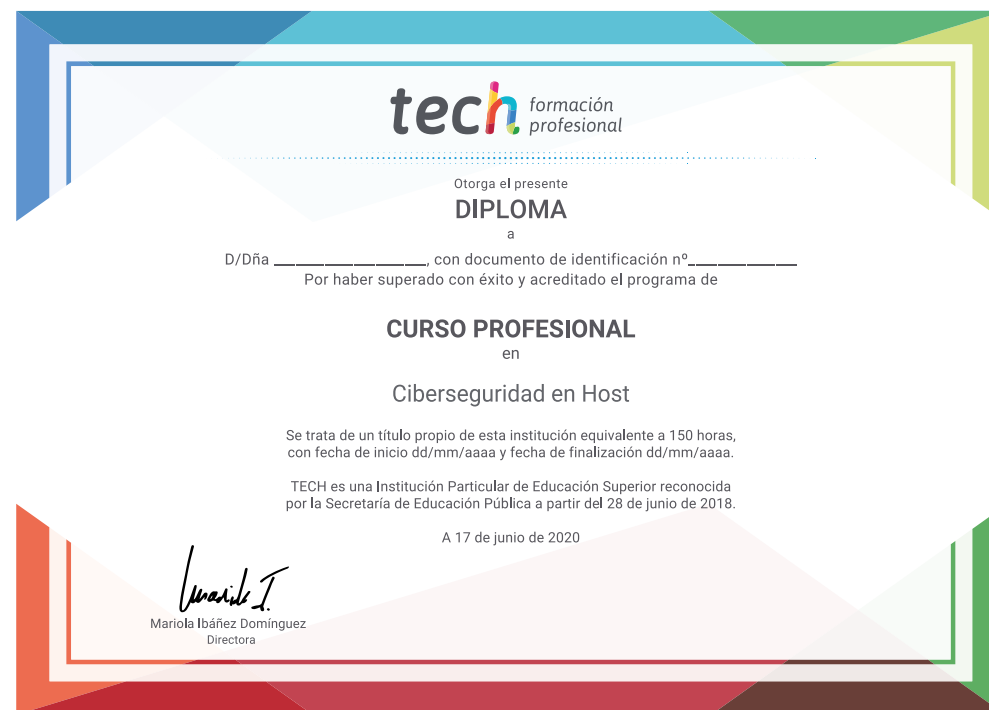 tech formación
profesional
Otorga el presente
DIPLOMA
a
D/Dña ______________, con documento de identificación nº__________
Por haber superado con éxito y acreditado el programa de
CURSO PROFESIONAL
en
Ciberseguridad en Host
Se trata de un título propio de esta institución equivalente a 150 horas,
con fecha de inicio dd/mm/aaaa y fecha de finalización dd/mm/aaaa.
TECH es una Institución Particular de Educación Superior reconocida
por la Secretaría de Educación Pública a partir del 28 de junio de 2018.
A 17 de junio de 2020
Mariola I.
Mariola Ibáñez Domínguez
Directora